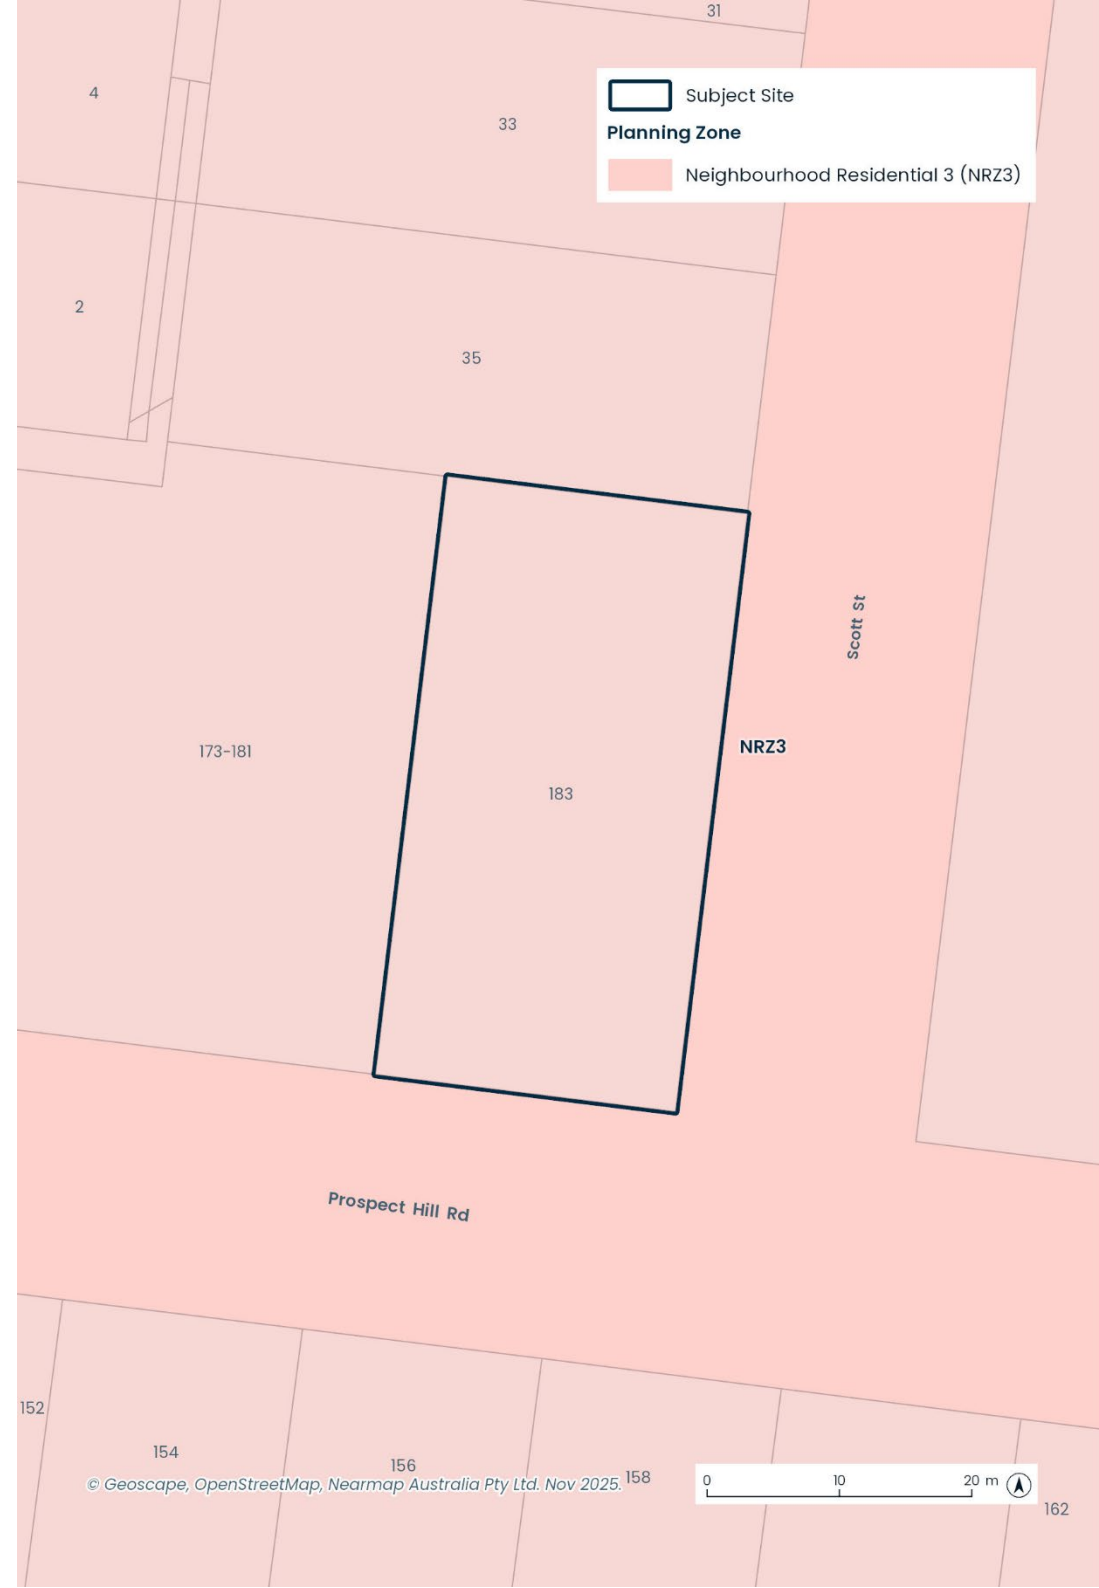 31
4
33
Subject Site
Planning Zone
Neighbourhood Residential 3 (NRZ3)
2
35
Scott St
NRZ3
173-181
183
Prospect Hill Rd
152
154
156
158
162
© Geoscape, OpenStreetMap, Nearmap Australia Pty Ltd. Nov 2025.
0 10 20 m